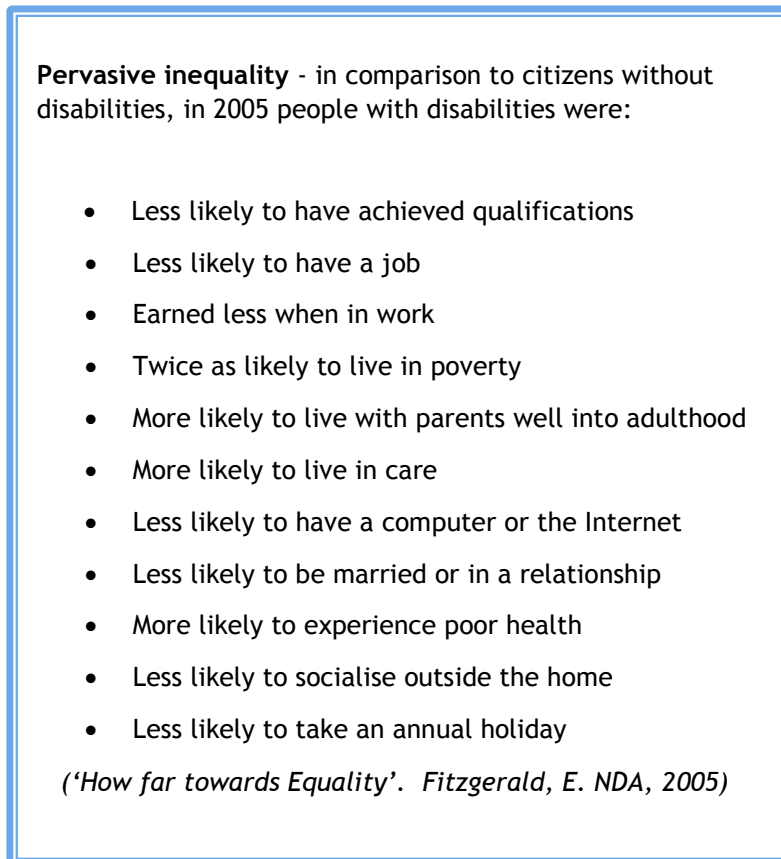 Pervasive inequality - in comparison to citizens without
disabilities, in 2005 people with disabilities were:
• Less likely to have achieved qualifications
• Less likely to have a job
• Earned less when in work
• Twice as likely to live in poverty
• More likely to live with parents well into adulthood
• More likely to live in care
• Less likely to have a computer or the Internet
• Less likely to be married or in a relationship
• More likely to experience poor health
• Less likely to socialise outside the home
• Less likely to take an annual holiday
(‘How far towards Equality’. Fitzgerald, E. NDA, 2005)